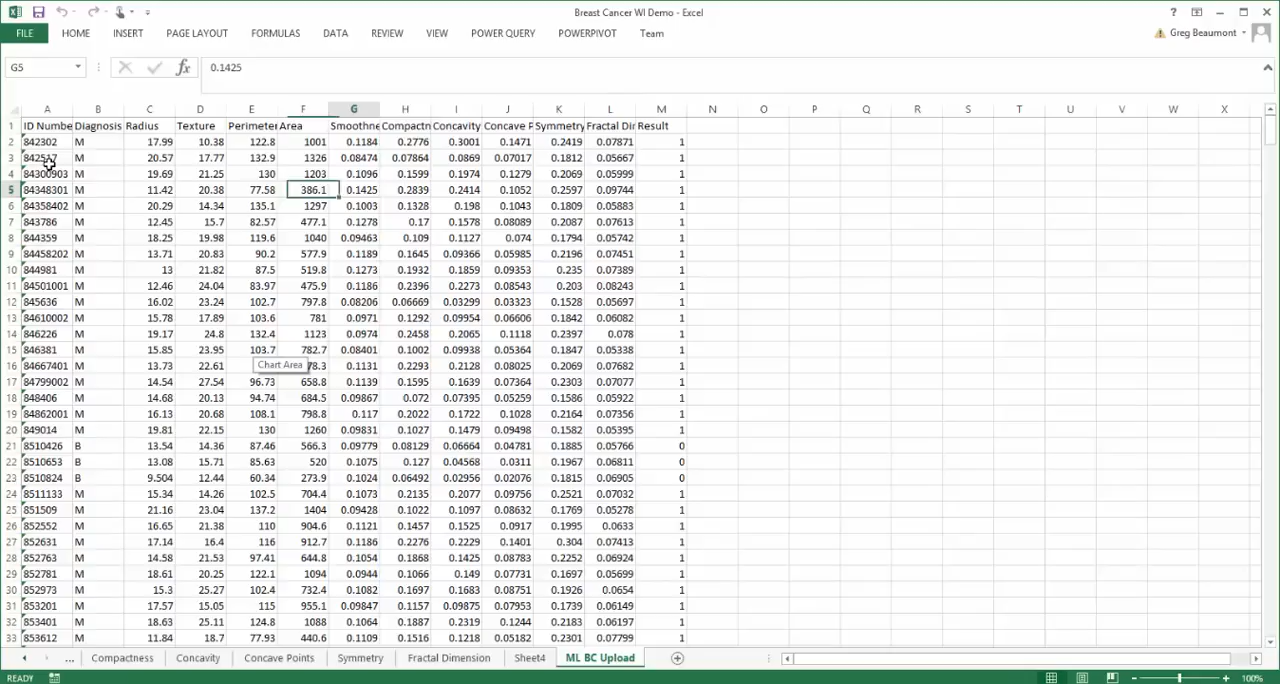 Breast Cancer WI Demo - Excel
FILE HOME INSERT PAGE LAYOUT FORMULAS DATA REVIEW VIEW POWER QUERY POWERPIVOT Team Greg Beaumont
G5 fx 0.1425
A B C D E F G H I J K L M N O P Q R S T U V W X
1 ID Numbe Diagnosis Radius Texture Perimeter Area Smoothne Compactn Concavity Concave P Symmetry Fractal Dir Result
2 842302 M 17.99 10.38 122.8 1001 0.1184 0.2776 0.3001 0.1471 0.2419 0.07871 1
3 842517 M 20.57 17.77 132.9 1326 0.08474 0.07864 0.0869 0.07017 0.1812 0.05667 1
4 84300903 M 19.69 21.25 130 1203 0.1096 0.1599 0.1974 0.1279 0.2069 0.05999 1
5 84348301 M 11.42 20.38 77.58 386.1 0.1425 0.2839 0.2414 0.1052 0.2597 0.09744 1
6 84358402 M 20.29 14.34 135.1 1297 0.1003 0.1328 0.198 0.1043 0.1809 0.05883 1
7 843786 M 12.45 15.7 82.57 477.1 0.1278 0.17 0.1578 0.08089 0.2087 0.07613 1
8 844359 M 18.25 19.98 119.6 1040 0.09463 0.109 0.1127 0.074 0.1794 0.05742 1
9 84458202 M 13.71 20.83 90.2 577.9 0.1189 0.1645 0.09366 0.05985 0.2196 0.07451 1
10 844981 M 13 21.82 87.5 519.8 0.1273 0.1932 0.1859 0.09353 0.235 0.07389 1
11 84501001 M 12.46 24.04 83.97 475.9 0.1186 0.2396 0.2273 0.08543 0.203 0.08243 1
12 845636 M 16.02 23.24 102.7 797.8 0.08206 0.06669 0.03299 0.03323 0.1528 0.05697 1
13 84610002 M 15.78 17.89 103.6 781 0.0971 0.1292 0.09954 0.06606 0.1842 0.06082 1
14 846226 M 19.17 24.8 132.4 1123 0.0974 0.2458 0.2065 0.1118 0.2397 0.078 1
15 846381 M 15.85 23.95 103.7 782.7 0.08401 0.1002 0.09938 0.05364 0.1847 0.05338 1
16 84667401 M 13.73 22.61 Chart Area 78.3 0.1131 0.2293 0.2128 0.08025 0.2069 0.07682 1
17 84799002 M 14.54 27.54 96.73 658.8 0.1139 0.1595 0.1639 0.07364 0.2303 0.07077 1
18 848406 M 14.68 20.13 94.74 684.5 0.09867 0.072 0.07395 0.05259 0.1586 0.05922 1
19 84862001 M 16.13 20.68 108.1 798.8 0.117 0.2022 0.1722 0.1028 0.2164 0.07356 1
20 849014 M 19.81 22.15 130 1260 0.09831 0.1027 0.1479 0.09498 0.1582 0.05395 1
21 8510426 B 13.54 14.36 87.46 566.3 0.09779 0.08129 0.06664 0.04781 0.1885 0.05766 0
22 8510653 B 13.08 15.71 85.63 520 0.1075 0.127 0.04568 0.0311 0.1967 0.06811 0
23 8510824 B 9.504 12.44 60.34 273.9 0.1024 0.06492 0.02956 0.02076 0.1815 0.06905 0
24 8511133 M 15.34 14.26 102.5 704.4 0.1073 0.2135 0.2077 0.09756 0.2521 0.07032 1
25 851509 M 21.16 23.04 137.2 1404 0.09428 0.1022 0.1097 0.08632 0.1769 0.05278 1
26 852552 M 16.65 21.38 110 904.6 0.1121 0.1457 0.1525 0.0917 0.1995 0.0633 1
27 852631 M 17.14 16.4 116 912.7 0.1186 0.2276 0.2229 0.1401 0.304 0.07413 1
28 852763 M 14.58 21.53 97.41 644.8 0.1054 0.1868 0.1425 0.08783 0.2252 0.06924 1
29 852781 M 18.61 20.25 122.1 1094 0.0944 0.1066 0.149 0.07731 0.1697 0.05699 1
30 852973 M 15.3 25.27 102.4 732.4 0.1082 0.1697 0.1683 0.08751 0.1926 0.0654 1
31 853201 M 17.57 15.05 115 955.1 0.09847 0.1157 0.09875 0.07953 0.1739 0.06149 1
32 853401 M 18.63 25.11 124.8 1088 0.1064 0.1887 0.2319 0.1244 0.2183 0.06197 1
33 853612 M 11.84 18.7 77.93 440.6 0.1109 0.1516 0.1218 0.05182 0.2301 0.07799 1
... Compactness Concavity Concave Points Symmetry Fractal Dimension Sheet4 ML BC Upload
READY 100%